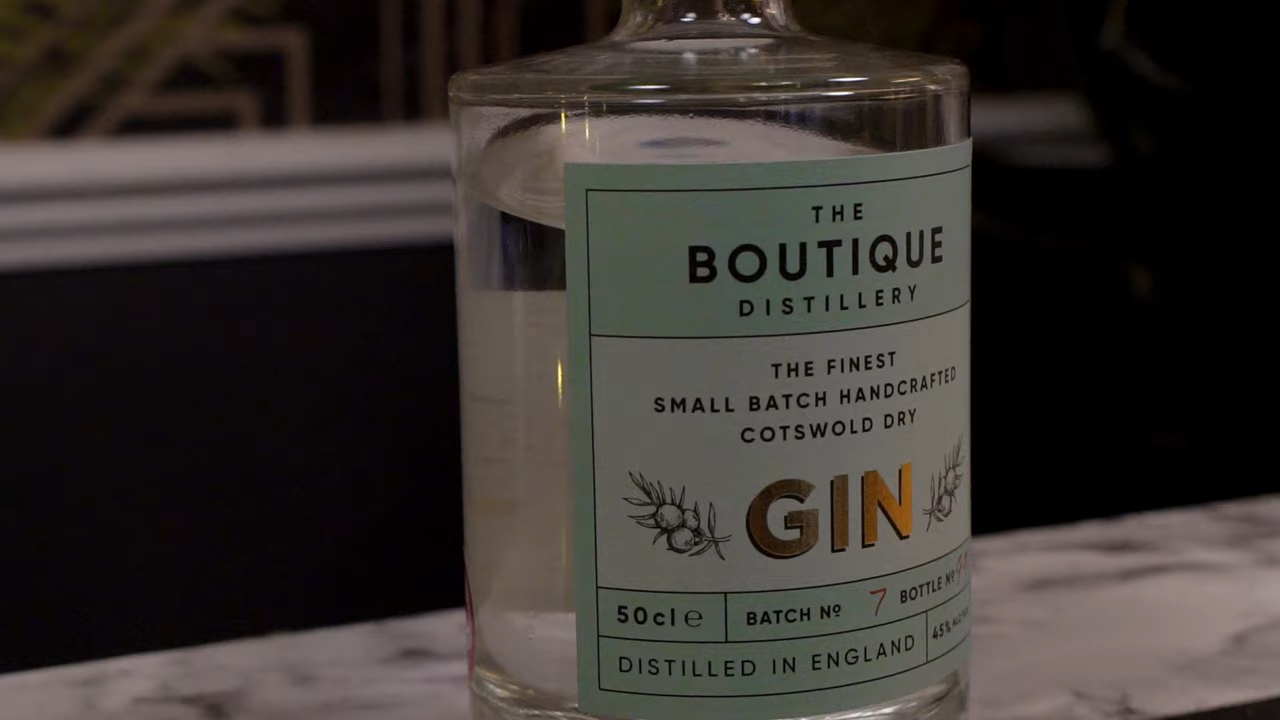 THE
BOUTIQUE
DISTILLERY
THE FINEST
SMALL BATCH HANDCRAFTED
COTSWOLD DRY
GIN
50cl e
BATCH Nº 7 BOTTLE Nº
DISTILLED IN ENGLAND
45%